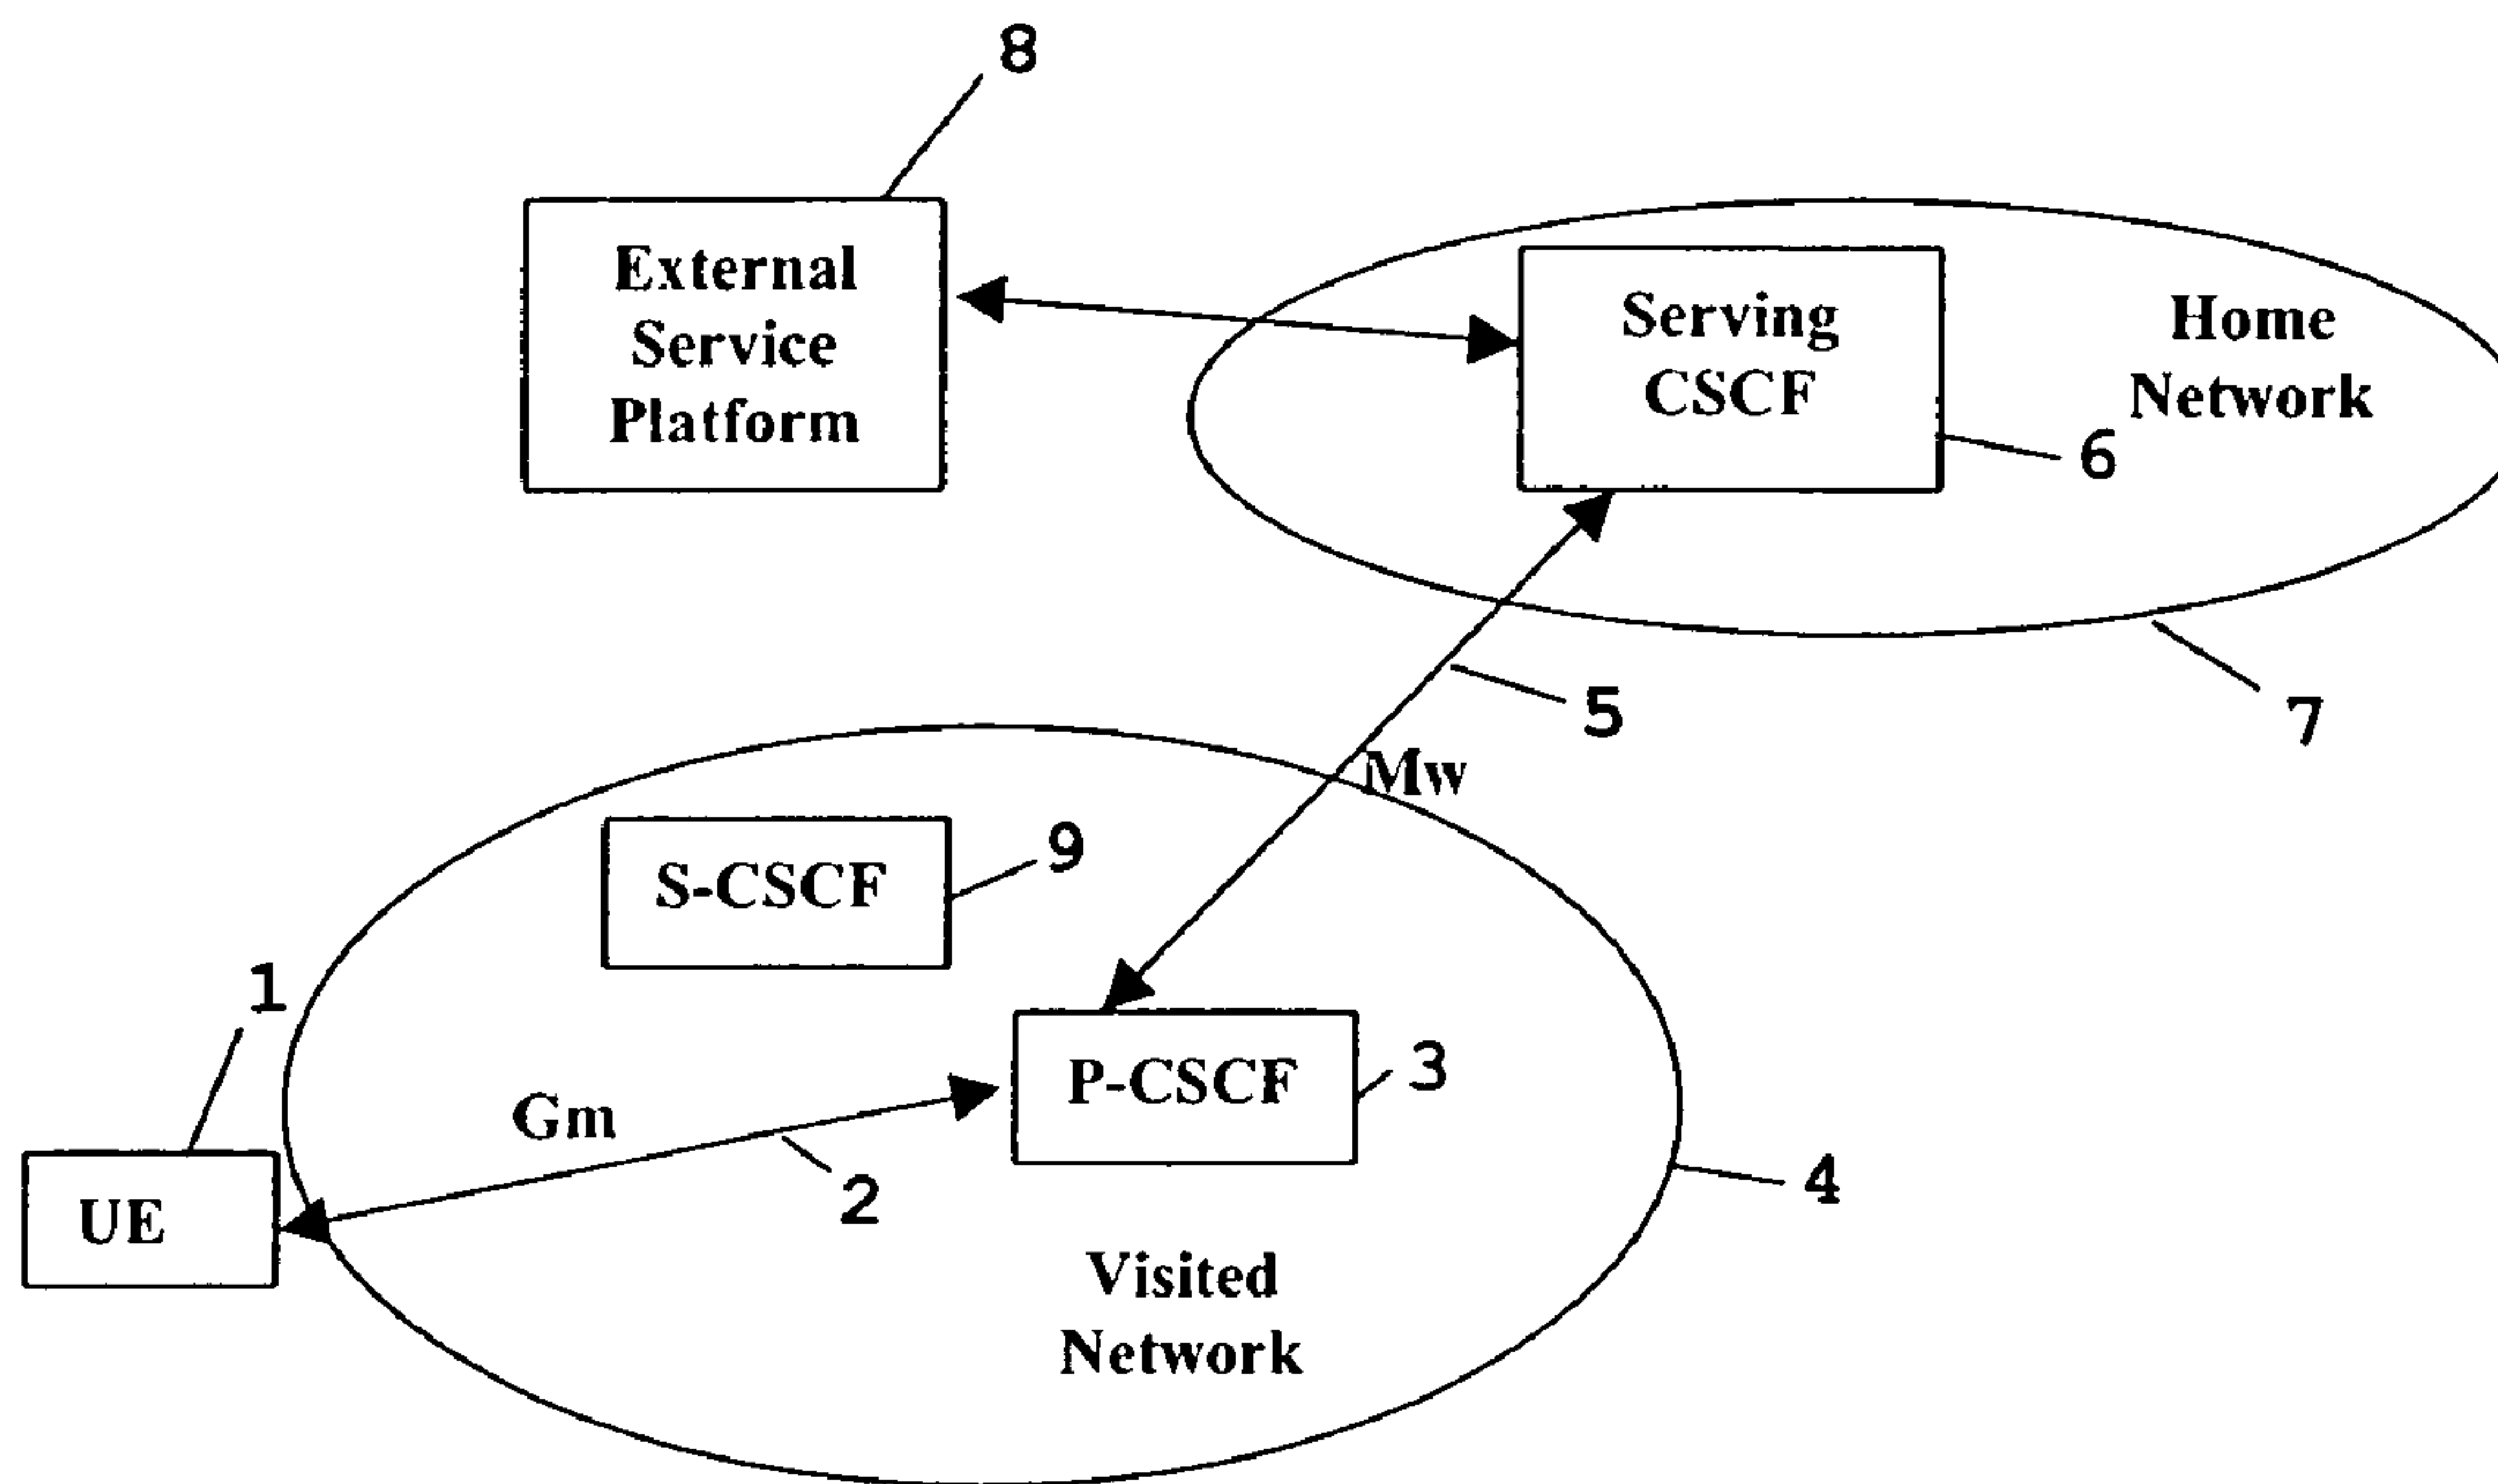 8
External
Service
Platform
Serving
CSCF
Home
Network
6
5
7
Mw
S-CSCF
9
1
P-CSCF
3
Gm
2
4
UE
Visited
Network